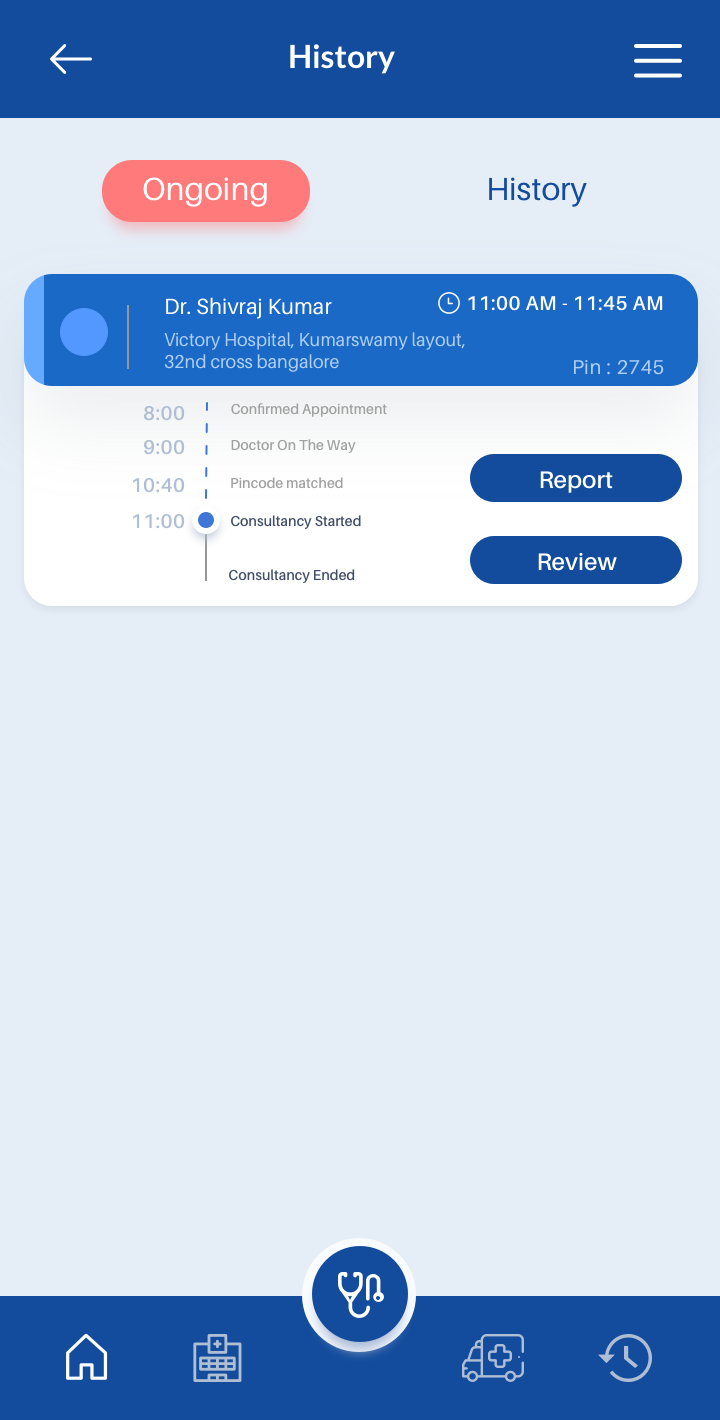 History
Ongoing
History
Dr. Shivraj Kumar
11:00 AM - 11:45 AM
Victory Hospital, Kumarswamy layout,
32nd cross bangalore
Pin : 2745
8:00 Confirmed Appointment
9:00 Doctor On The Way
10:40 Pincode matched
11:00 Consultancy Started
Consultancy Ended
Report
Review